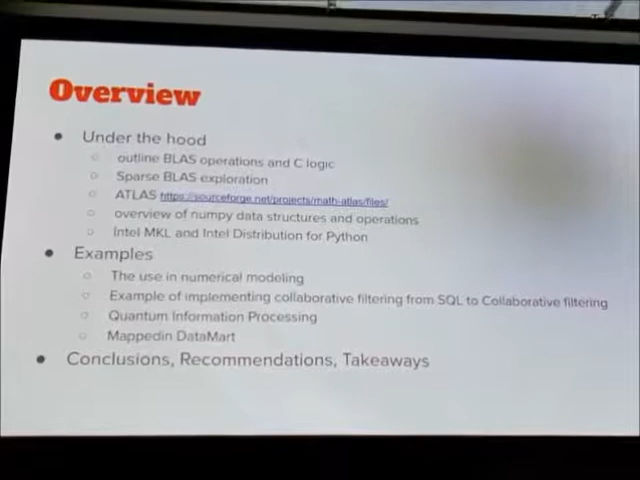 Overview
Under the hood
outline BLAS operations and C logic
Sparse BLAS exploration
ATLAS https://sourceforge.net/projects/math-atlas/files/
overview of numpy data structures and operations
Intel MKL and Intel Distribution for Python
Examples
The use in numerical modeling
Example of implementing collaborative filtering from SQL to Collaborative filtering
Quantum Information Processing
Mappedin DataMart
Conclusions, Recommendations, Takeaways